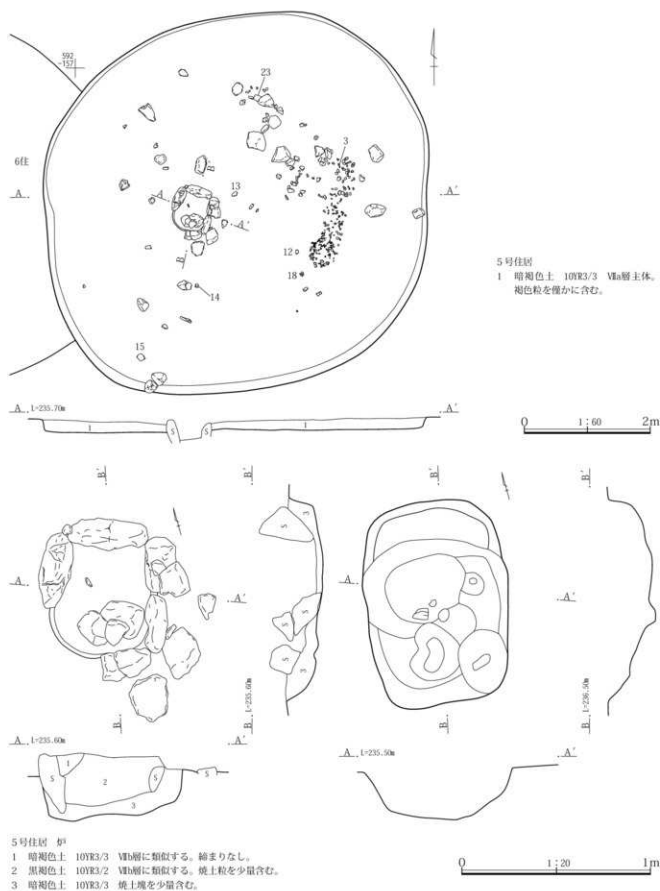 592
-157
23
3
6住
A
A′
B′
13
A
A′
B
12
18
14
15
5号住居
1 暗褐色土 10YR3/3 Ⅶa層主体。
褐色粒を僅かに含む。
A L=235.70m
A′
1
S
S
1
0 1:60 2m
B′
B′
B′
B′
3
S
S
S
3
A
A′
A
A′
B
B L=235.60m
B
B L=236.50m
A L=235.60m
A′
S
1
2
S
S
3
A L=235.50m
A′
5号住居 炉
1 暗褐色土 10YR3/3 Ⅶb層に類似する。締まりなし。
2 黒褐色土 10YR3/2 Ⅶb層に類似する。焼土粒を少量含む。
3 暗褐色土 10YR3/3 焼土塊を少量含む。
0 1:20 1m